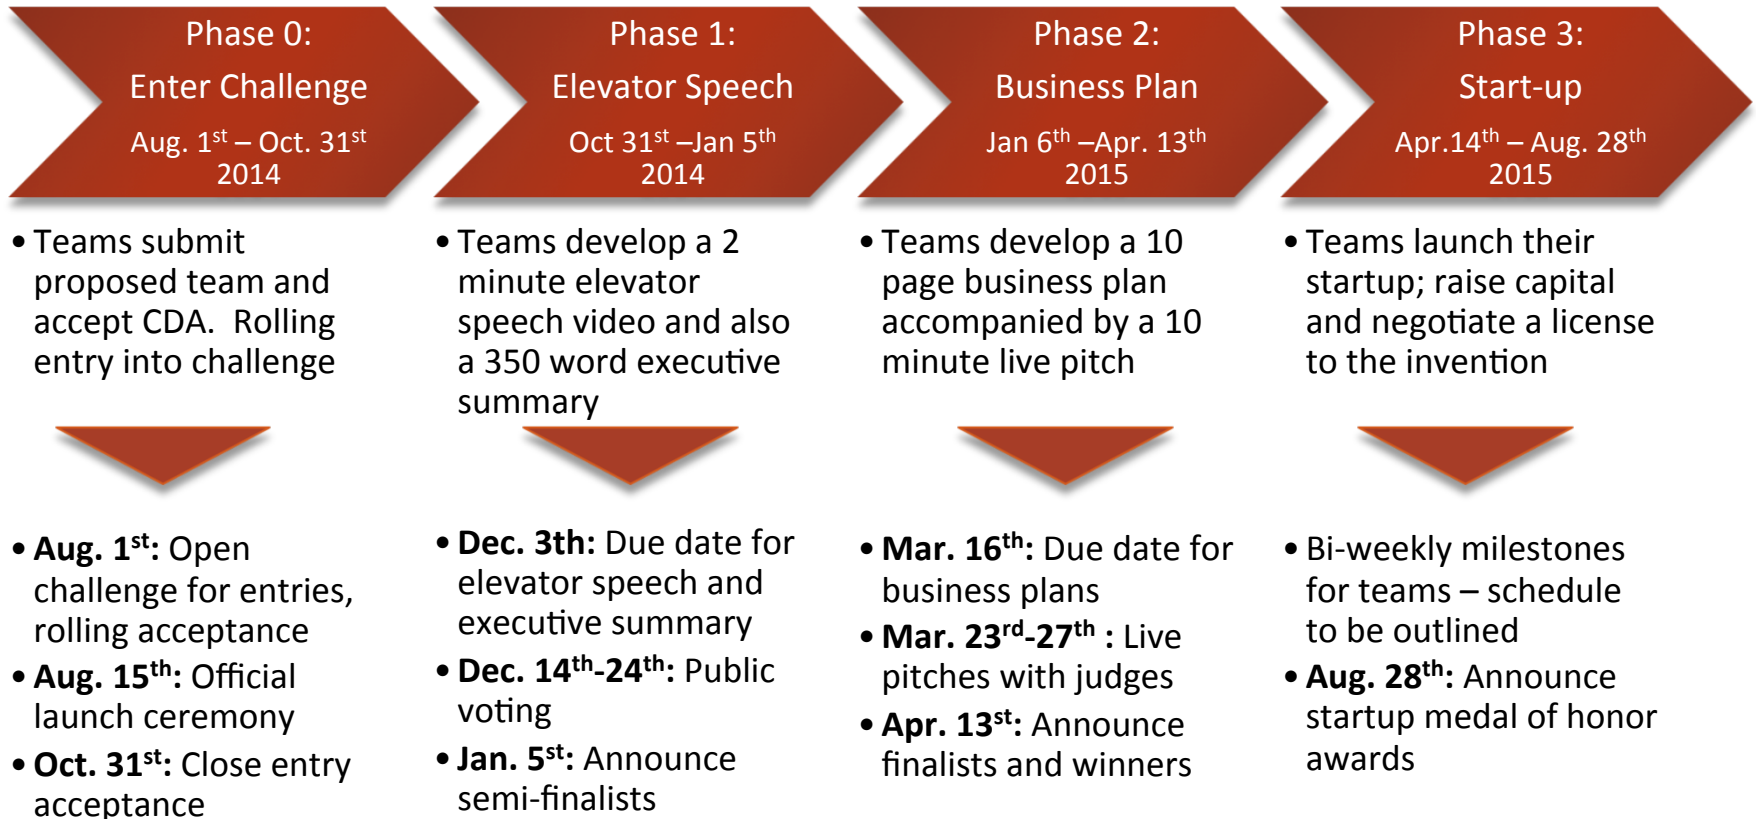 Phase 0:
Enter Challenge
Aug. 1st – Oct. 31st
2014
Phase 1:
Elevator Speech
Oct 31st –Jan 5th
2014
Phase 2:
Business Plan
Jan 6th –Apr. 13th
2015
Phase 3:
Start-up
Apr.14th – Aug. 28th
2015
• Teams submit
proposed team and
accept CDA. Rolling
entry into challenge
• Teams develop a 2
minute elevator
speech video and also
a 350 word executive
summary
• Teams develop a 10
page business plan
accompanied by a 10
minute live pitch
• Teams launch their
startup; raise capital
and negotiate a license
to the invention
• Aug. 1st: Open
challenge for entries,
rolling acceptance
• Aug. 15th: Official
launch ceremony
• Oct. 31st: Close entry
acceptance
• Dec. 3th: Due date for
elevator speech and
executive summary
• Dec. 14th-24th: Public
voting
• Jan. 5st: Announce
semi-finalists
• Mar. 16th: Due date for
business plans
• Mar. 23rd-27th : Live
pitches with judges
• Apr. 13st: Announce
finalists and winners
• Bi-weekly milestones
for teams – schedule
to be outlined
• Aug. 28th: Announce
startup medal of honor
awards